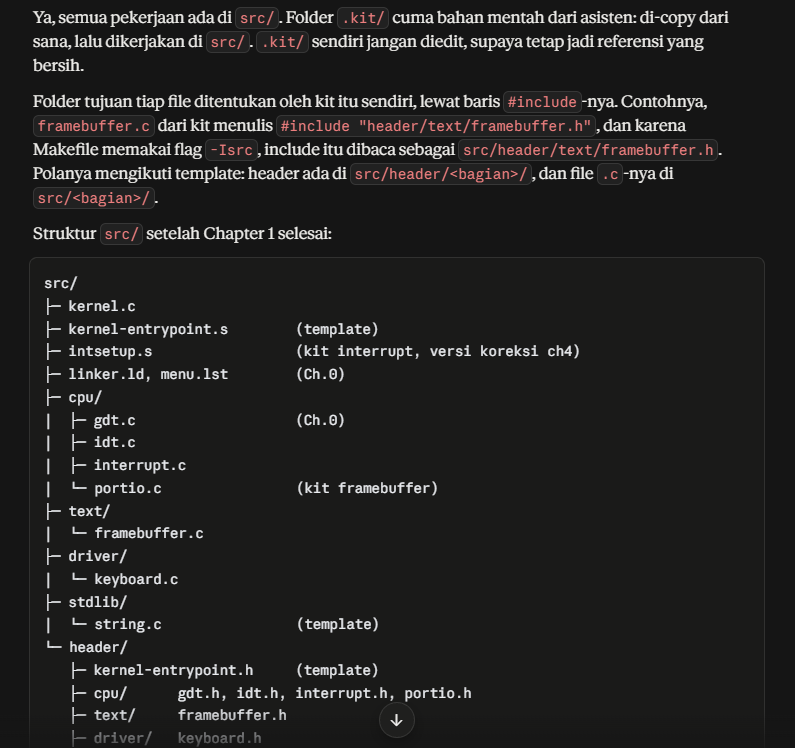 Ya, semua pekerjaan ada di src/. Folder .kit/ cuma bahan mentah dari asisten: di-copy dari
sana, lalu dikerjakan di src/. .kit/ sendiri jangan diedit, supaya tetap jadi referensi yang
bersih.
Folder tujuan tiap file ditentukan oleh kit itu sendiri, lewat baris #include-nya. Contohnya,
framebuffer.c dari kit menulis #include "header/text/framebuffer.h", dan karena
Makefile memakai flag -Isrc, include itu dibaca sebagai src/header/text/framebuffer.h.
Polanya mengikuti template: header ada di src/header/<bagian>/, dan file .c-nya di
src/<bagian>/.
Struktur src/ setelah Chapter 1 selesai:
src/
├─ kernel.c
├─ kernel-entrypoint.s (template)
├─ intsetup.s (kit interrupt, versi koreksi ch4)
├─ linker.ld, menu.lst (Ch.0)
├─ cpu/
│ ├─ gdt.c (Ch.0)
│ ├─ idt.c
│ ├─ interrupt.c
│ └─ portio.c (kit framebuffer)
├─ text/
│ └─ framebuffer.c
├─ driver/
│ └─ keyboard.c
├─ stdlib/
│ └─ string.c (template)
└─ header/
├─ kernel-entrypoint.h (template)
├─ cpu/ gdt.h, idt.h, interrupt.h, portio.h
├─ text/ framebuffer.h
├─ driver/ keyboard.h